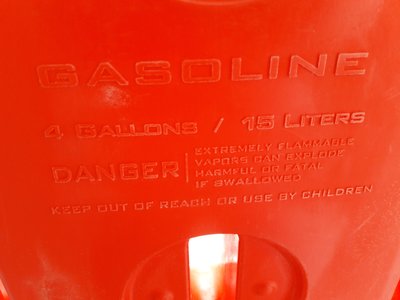 GASOLINE
4 GALLONS / 15 LITERS
DANGER
EXTREMELY FLAMMABLE
VAPORS CAN EXPLODE
HARMFUL OR FATAL
IF SWALLOWED
KEEP OUT OF REACH OR USE BY CHILDREN